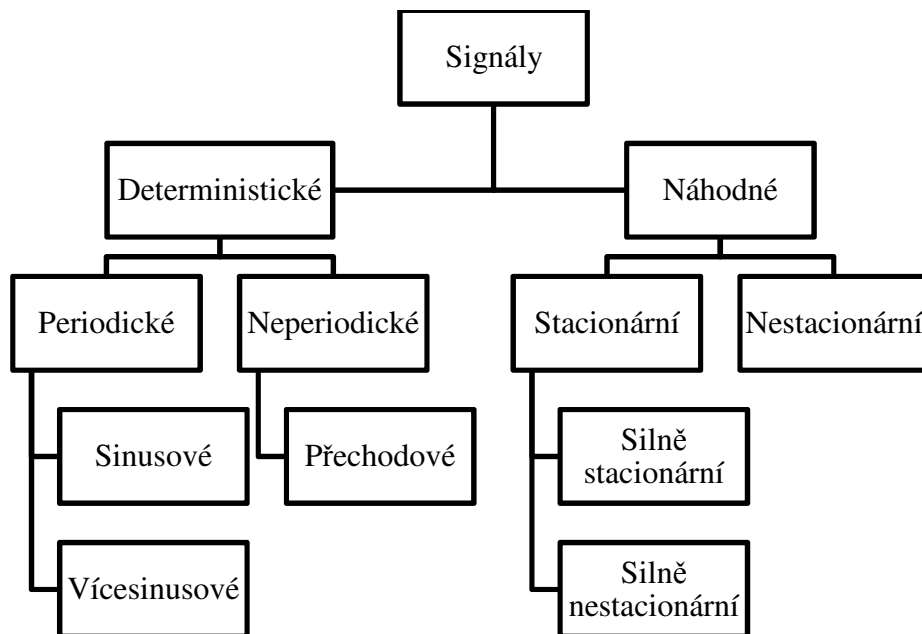 Signály
Deterministické
Náhodné
Periodické
Neperiodické
Stacionární
Nestacionární
Sinusové
Přechodové
Silně
stacionární
Vícesinusové
Silně
nestacionární